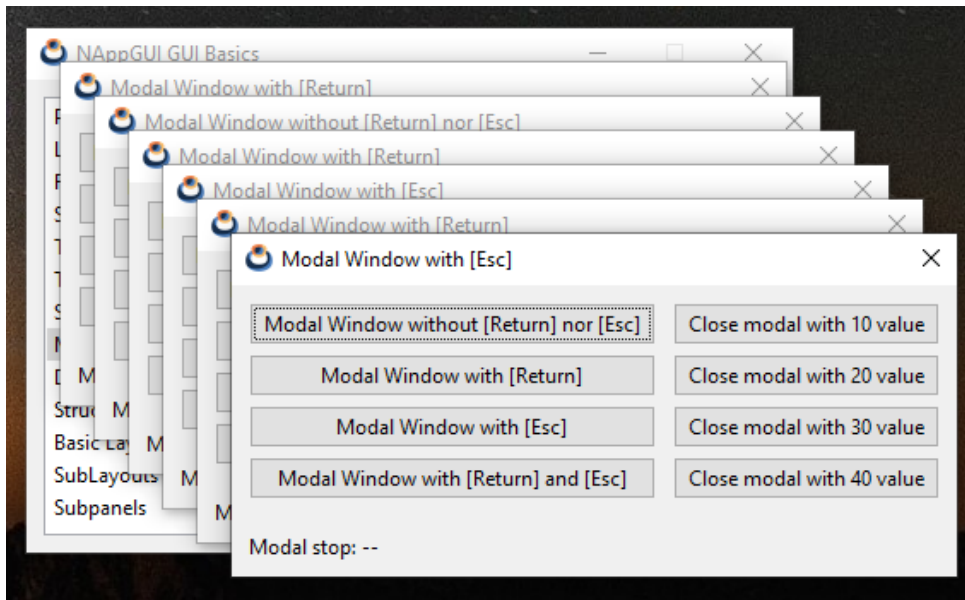 NAppGUI GUI Basics
Modal Window with [Return]
Modal Window without [Return] nor [Esc]
Modal Window with [Return]
Modal Window with [Esc]
Modal Window with [Return]
Modal Window with [Esc]
Modal Window without [Return] nor [Esc]
Close modal with 10 value
Modal Window with [Return]
Close modal with 20 value
Modal Window with [Esc]
Close modal with 30 value
Modal Window with [Return] and [Esc]
Close modal with 40 value
Modal stop: --
Basic Lay
SubLayouts
Subpanels